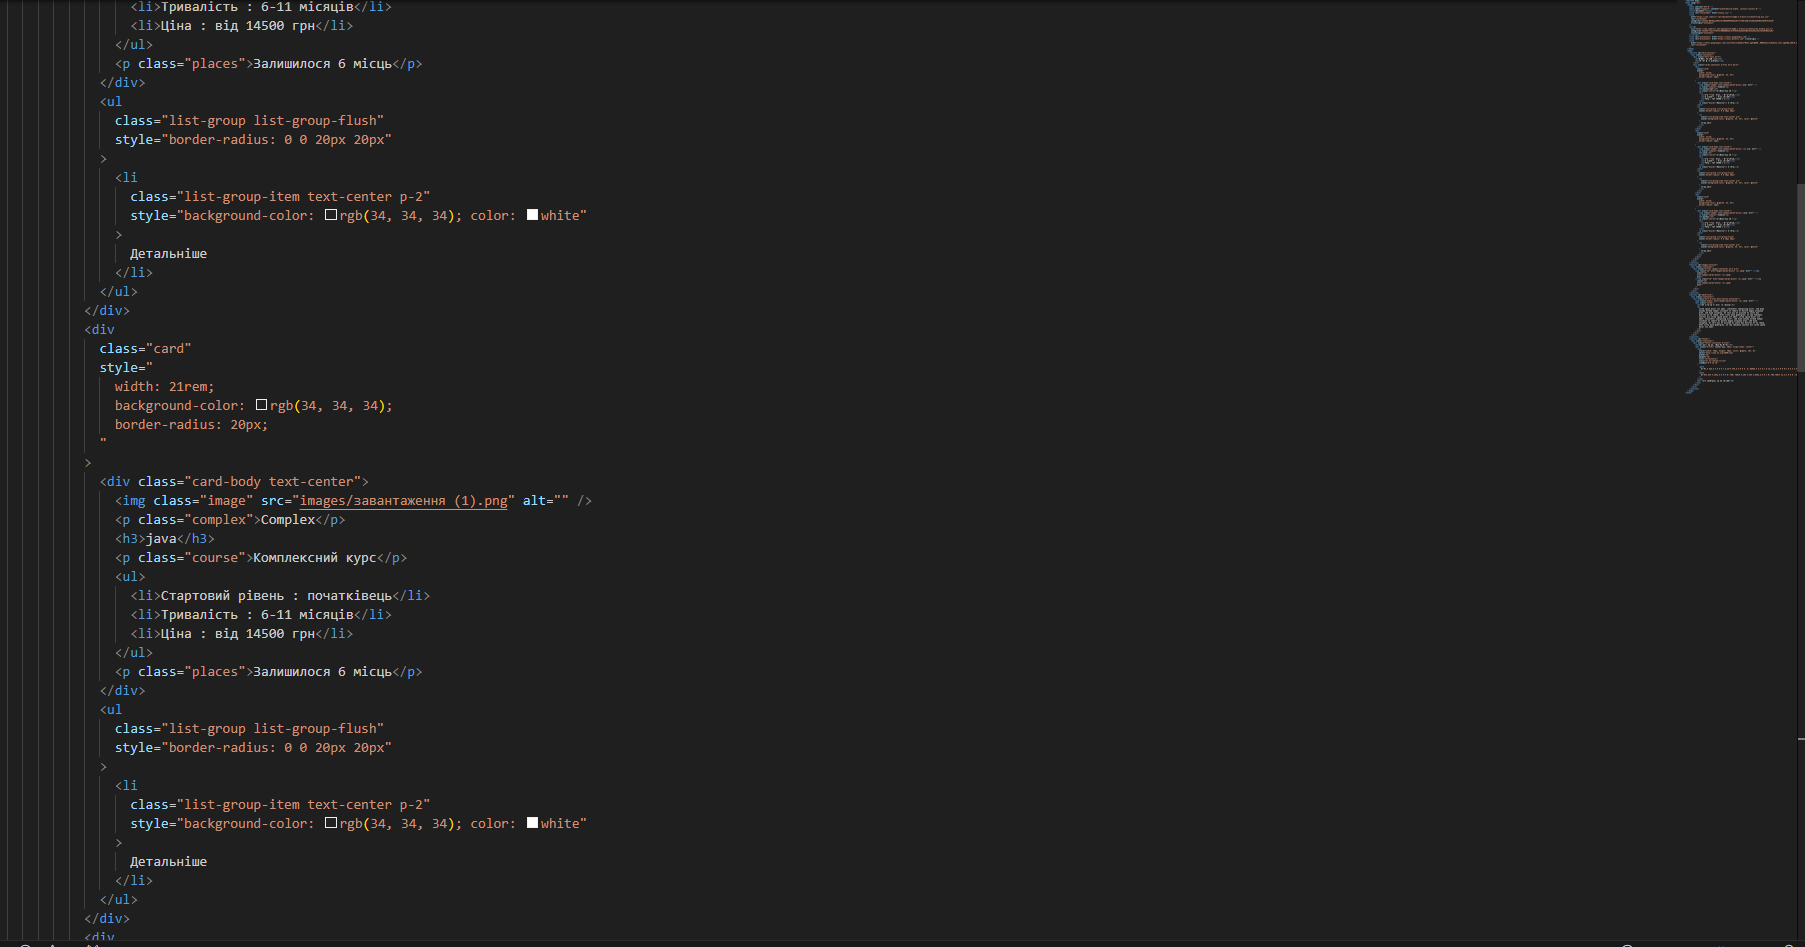 <li>Тривалість : 6-11 місяців</li>
<li>Ціна : від 14500 грн</li>
</ul>
<p class="places">Залишилося 6 місць</p>
</div>
<ul
class="list-group list-group-flush"
style="border-radius: 0 0 20px 20px"
>
<li
class="list-group-item text-center p-2"
style="background-color: rgb(34, 34, 34); color: white"
>
Детальніше
</li>
</ul>
</div>
<div
class="card"
style="
width: 21rem;
background-color: rgb(34, 34, 34);
border-radius: 20px;
"
>
<div class="card-body text-center">
<img class="image" src="images/завантаження (1).png" alt="" />
<p class="complex">Complex</p>
<h3>java</h3>
<p class="course">Комплексний курс</p>
<ul>
<li>Стартовий рівень : початківець</li>
<li>Тривалість : 6-11 місяців</li>
<li>Ціна : від 14500 грн</li>
</ul>
<p class="places">Залишилося 6 місць</p>
</div>
<ul
class="list-group list-group-flush"
style="border-radius: 0 0 20px 20px"
>
<li
class="list-group-item text-center p-2"
style="background-color: rgb(34, 34, 34); color: white"
>
Детальніше
</li>
</ul>
</div>
<div